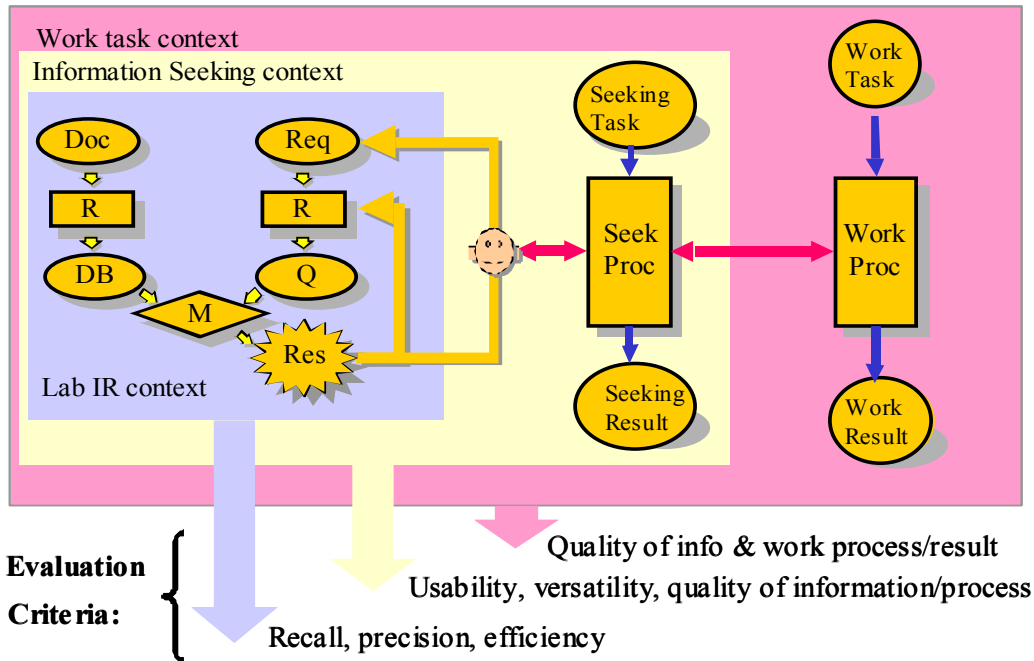 Work task context
Information Seeking context
Work
Task
Seeking
Task
Doc
Req
R
R
Seek
Proc
Work
Proc
DB
Q
M
Res
Lab IR context
Seeking
Result
Work
Result
Evaluation
Criteria:
Quality of info & work process/result
Usability, versatility, quality of information/process
Recall, precision, efficiency